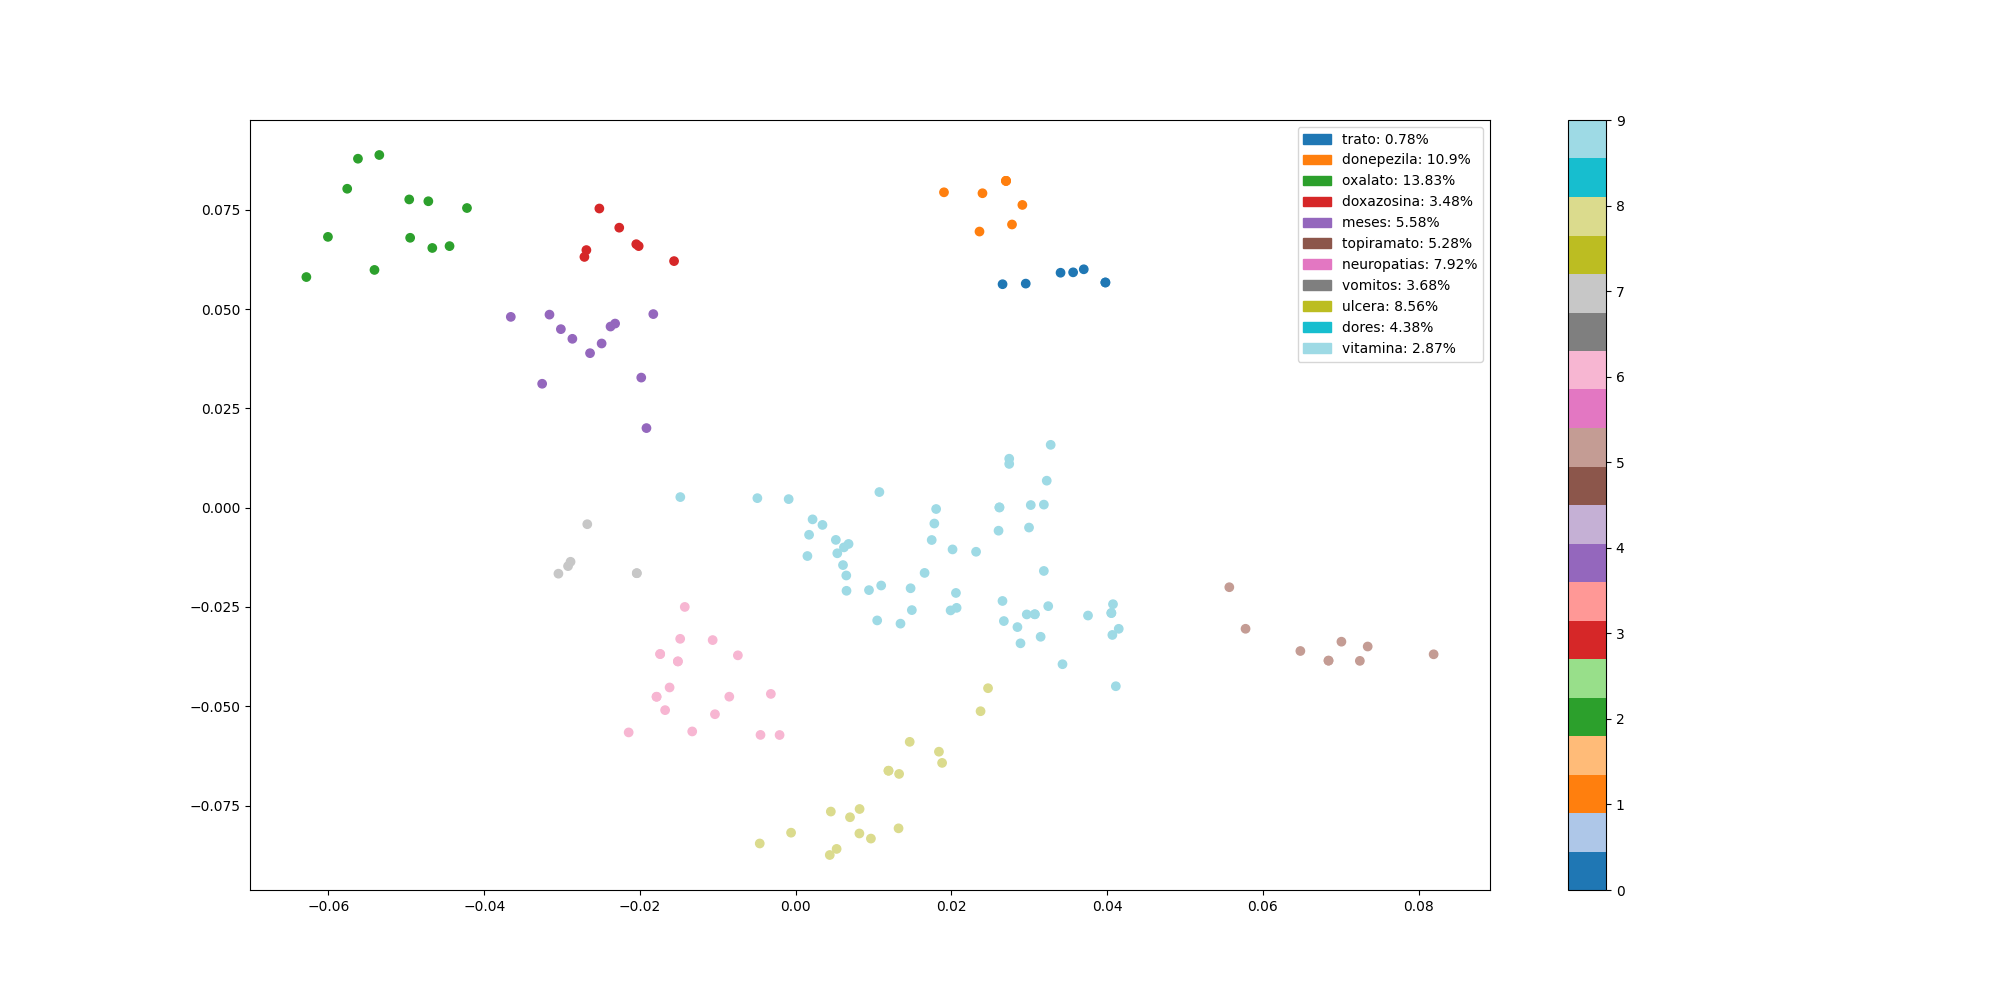 trato: 0.78%
donepezila: 10.9%
oxalato: 13.83%
doxazosina: 3.48%
meses: 5.58%
topiramato: 5.28%
neuropatias: 7.92%
vomitos: 3.68%
ulcera: 8.56%
dores: 4.38%
vitamina: 2.87%
0.075
0.050
0.025
0.000
−0.025
−0.050
−0.075
−0.06 −0.04 −0.02 0.00 0.02 0.04 0.06 0.08
9
8
7
6
5
4
3
2
1
0